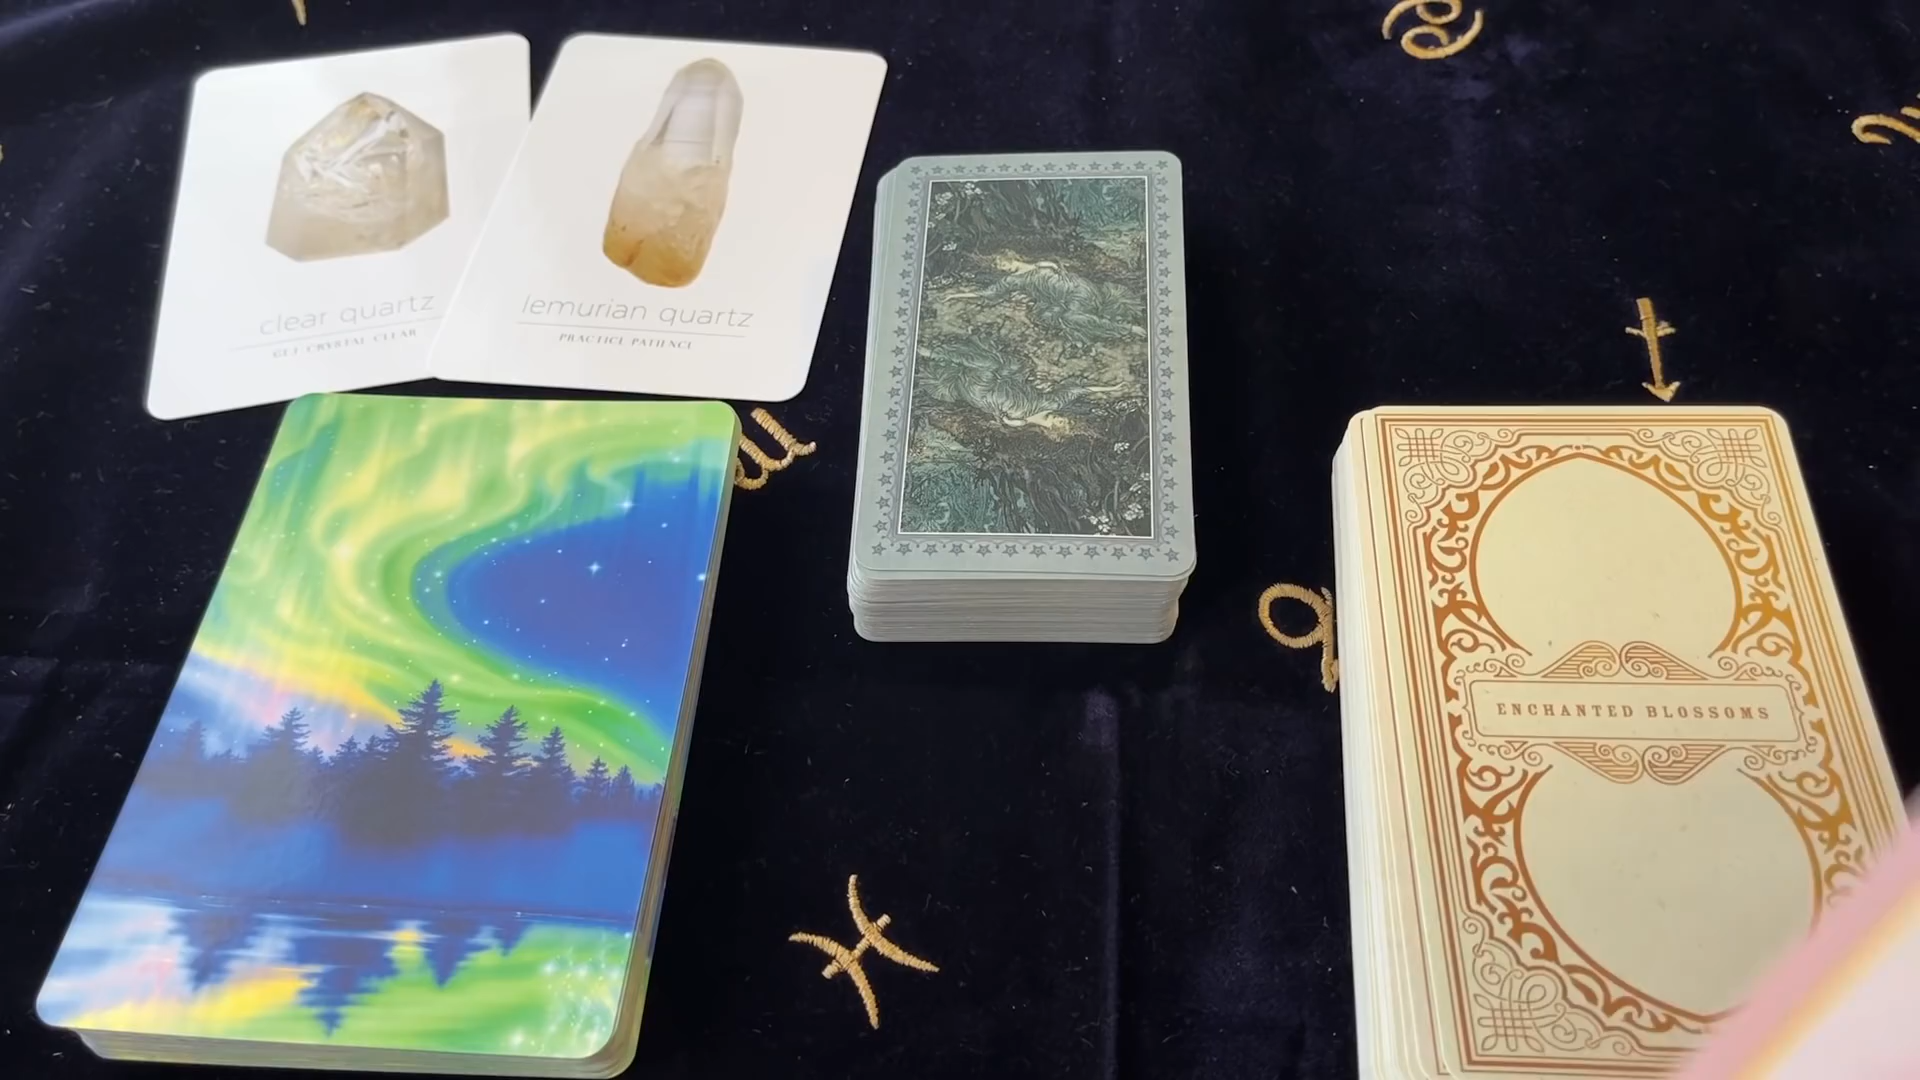 clear quartz
GET CRYSTAL CLEAR
lemurian quartz
PRACTICE PATIENCE
ENCHANTED BLOSSOMS